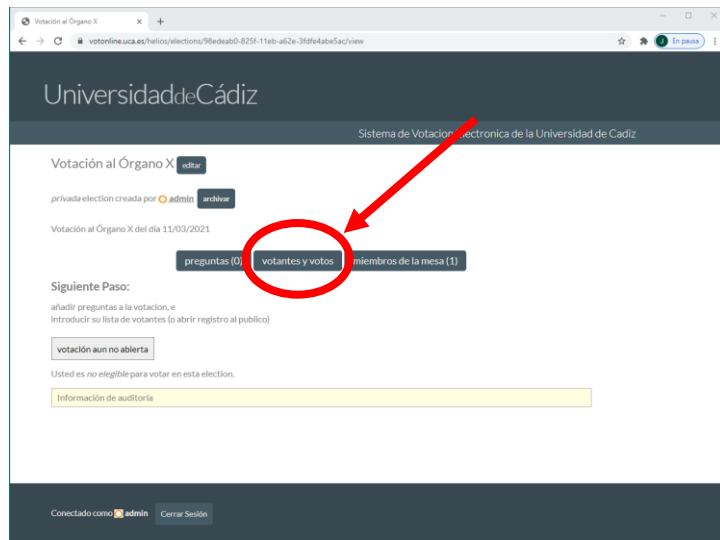 Votación al Órgano X
votonline.uca.es/helios/elections/98edeab0-825f-11eb-a62e-3fdfe4abe5ac/view
J En pausa
UniversidaddeCádiz
Sistema de Votacion Electronica de la Universidad de Cadiz
Votación al Órgano X editar
privada election creada por admin archivar
Votación al Órgano X del día 11/03/2021
preguntas (0) votantes y votos miembros de la mesa (1)
Siguiente Paso:
añadir preguntas a la votacion, e
introducir su lista de votantes (o abrir registro al publico)
votación aun no abierta
Usted es no elegible para votar en esta election.
Información de auditoría
Conectado como admin Cerrar Sesión